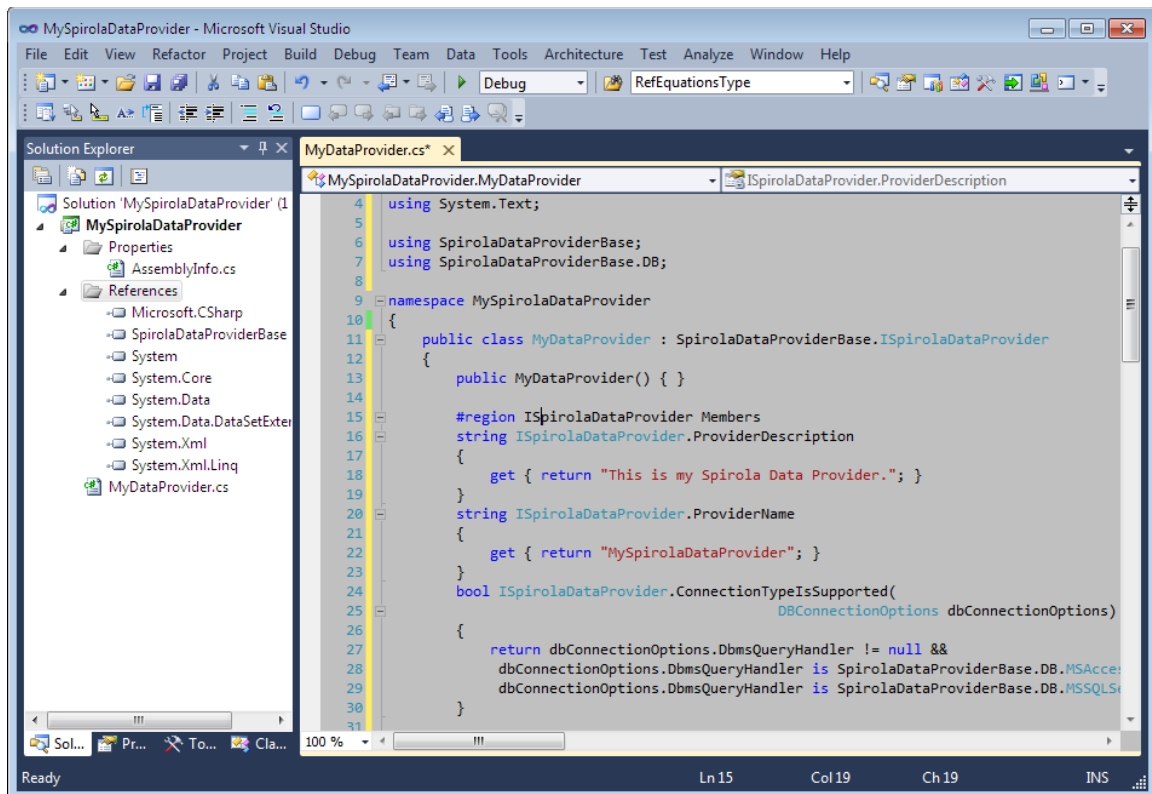 MySpirolaDataProvider - Microsoft Visual Studio
File Edit View Refactor Project Build Debug Team Data Tools Architecture Test Analyze Window Help
Debug RefEquationsType
Solution Explorer
Solution 'MySpirolaDataProvider' (1
MySpirolaDataProvider
Properties
AssemblyInfo.cs
References
Microsoft.CSharp
SpirolaDataProviderBase
System
System.Core
System.Data
System.Data.DataSetExter
System.Xml
System.Xml.Linq
MyDataProvider.cs
Sol... Pr... To... Cla...
MyDataProvider.cs*
MySpirolaDataProvider.MyDataProvider ISpirolaDataProvider.ProviderDescription
4 using System.Text;
5
6 using SpirolaDataProviderBase;
7 using SpirolaDataProviderBase.DB;
8
9 namespace MySpirolaDataProvider
10 {
11 public class MyDataProvider : SpirolaDataProviderBase.ISpirolaDataProvider
12 {
13 public MyDataProvider() { }
14
15 #region ISpirolaDataProvider Members
16 string ISpirolaDataProvider.ProviderDescription
17 {
18 get { return "This is my Spirola Data Provider."; }
19 }
20 string ISpirolaDataProvider.ProviderName
21 {
22 get { return "MySpirolaDataProvider"; }
23 }
24 bool ISpirolaDataProvider.ConnectionTypeIsSupported(
25 DBConnectionOptions dbConnectionOptions)
26 {
27 return dbConnectionOptions.DbmsQueryHandler != null &&
28 dbConnectionOptions.DbmsQueryHandler is SpirolaDataProviderBase.DB.MSAcce
29 dbConnectionOptions.DbmsQueryHandler is SpirolaDataProviderBase.DB.MSSQLS
30 }
31
100 %
Ready Ln 15 Col 19 Ch 19 INS